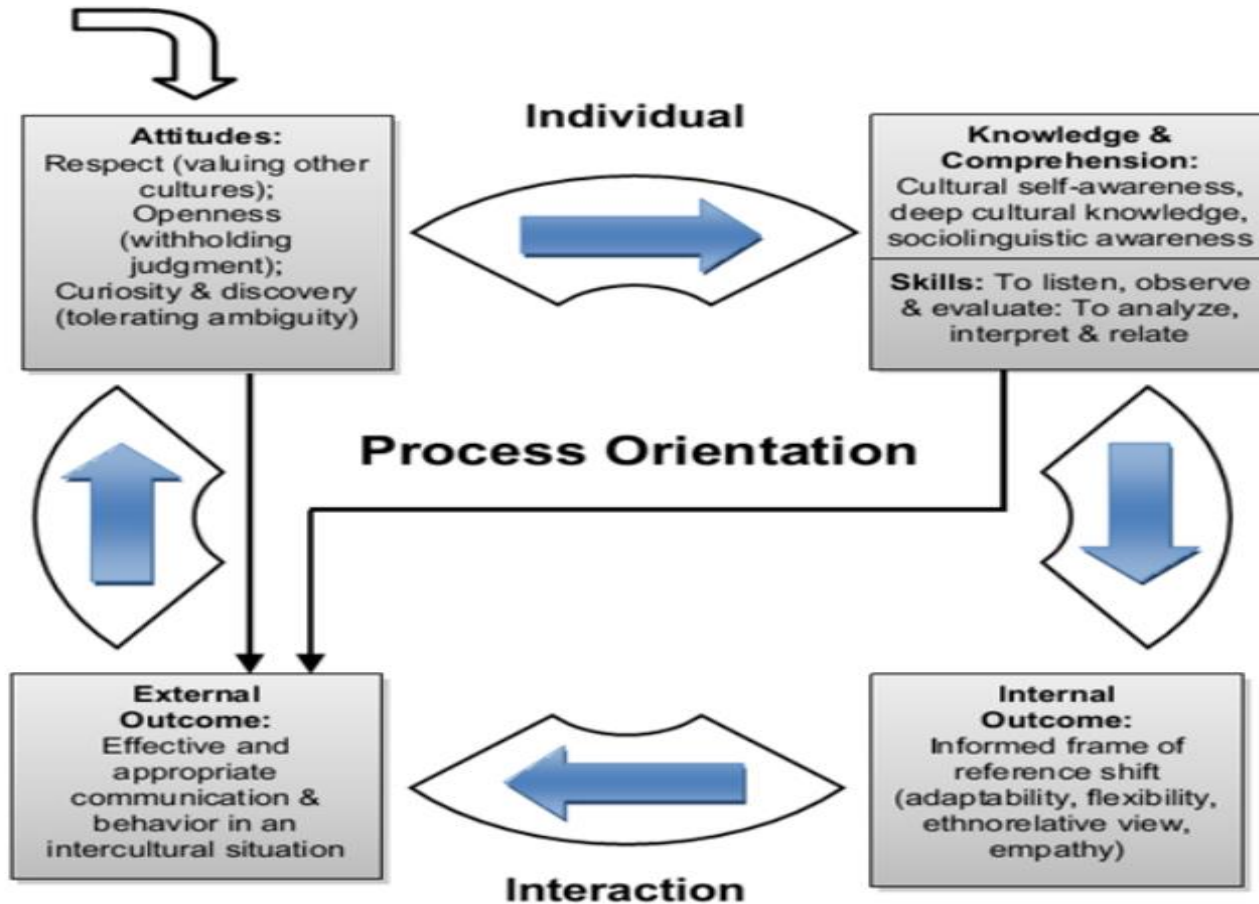 Individual
Attitudes:
Respect (valuing other
cultures);
Openness
(withholding
judgment);
Curiosity & discovery
(tolerating ambiguity)
Knowledge &
Comprehension:
Cultural self-awareness,
deep cultural knowledge,
sociolinguistic awareness
Skills: To listen, observe
& evaluate: To analyze,
interpret & relate
Process Orientation
External
Outcome:
Effective and
appropriate
communication &
behavior in an
intercultural situation
Internal
Outcome:
Informed frame of
reference shift
(adaptability, flexibility,
ethnorelative view,
empathy)
Interaction